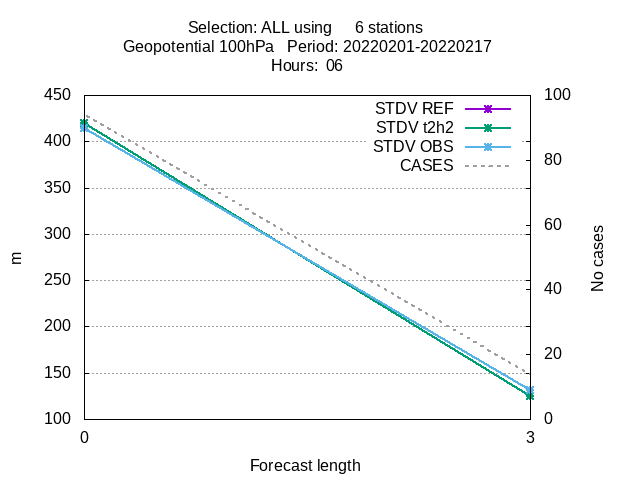 Selection: ALL using 6 stations
Geopotential 100hPa Period: 20220201-20220217
Hours: 06
450
400
350
300
250
200
150
100
100
80
60
40
20
0
STDV REF
STDV t2h2
STDV OBS
CASES
m
No cases
0
3
Forecast length